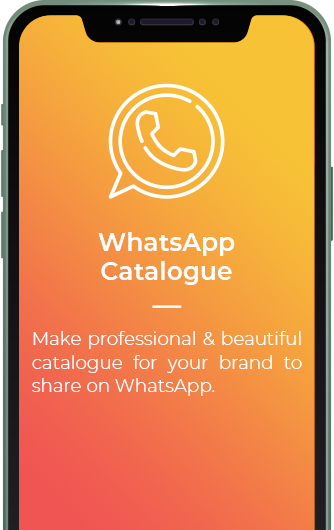 WhatsApp
Catalogue
Make professional & beautiful
catalogue for your brand to
share on WhatsApp.